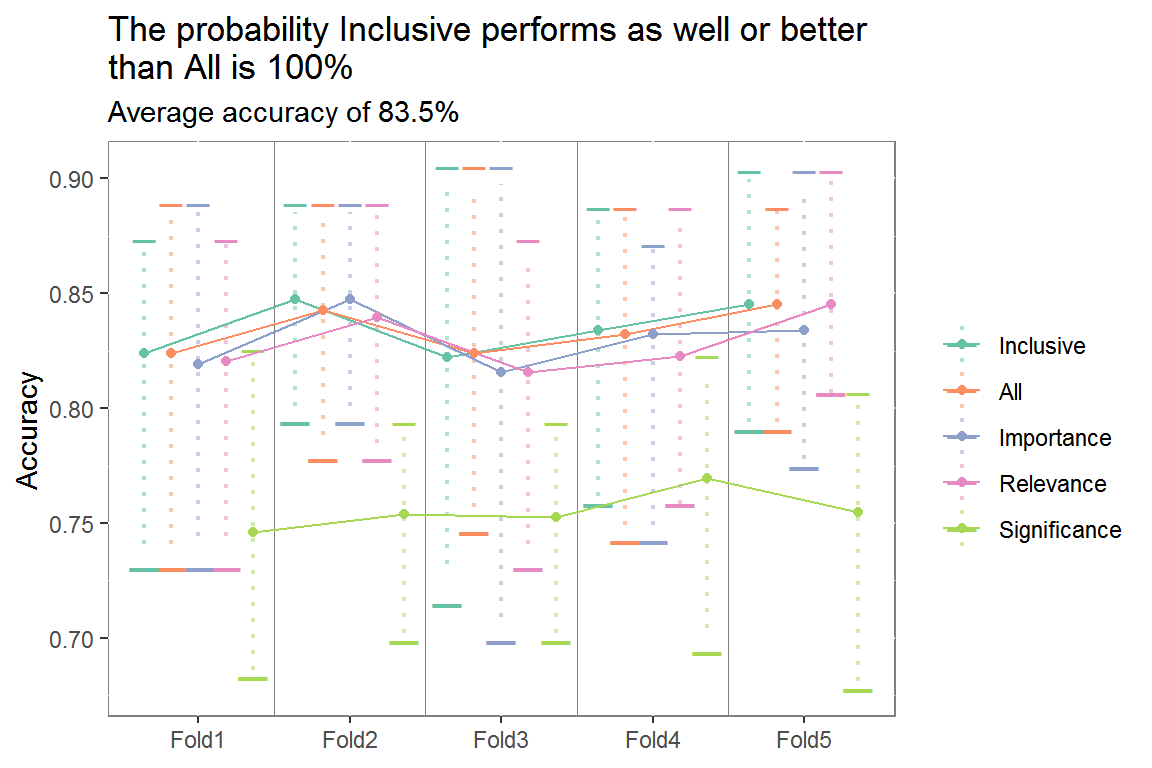 The probability Inclusive performs as well or better
than All is 100%
Average accuracy of 83.5%
Accuracy
0.90
0.85
0.80
0.75
0.70
Fold1 Fold2 Fold3 Fold4 Fold5
Inclusive
All
Importance
Relevance
Significance